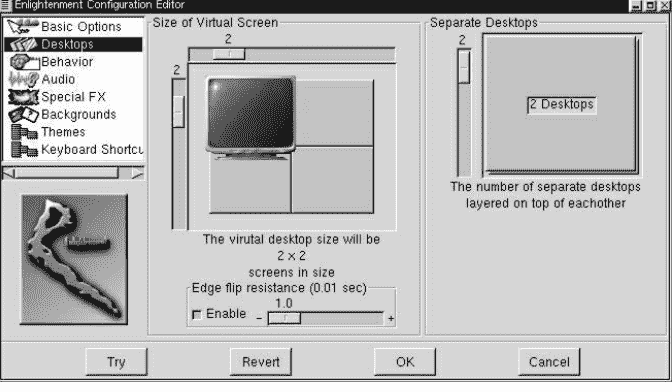 Enlightenment Configuration Editor
Basic Options
Desktops
Behavior
Audio
Special FX
Backgrounds
Themes
Keyboard Shortcu
Size of Virtual Screen
2
2
The virutal desktop size will be
2 x 2
screens in size
Edge flip resistance (0.01 sec)
1.0
Enable
-
+
Separate Desktops
2
2 Desktops
The number of separate desktops
layered on top of eachother
Try
Revert
OK
Cancel